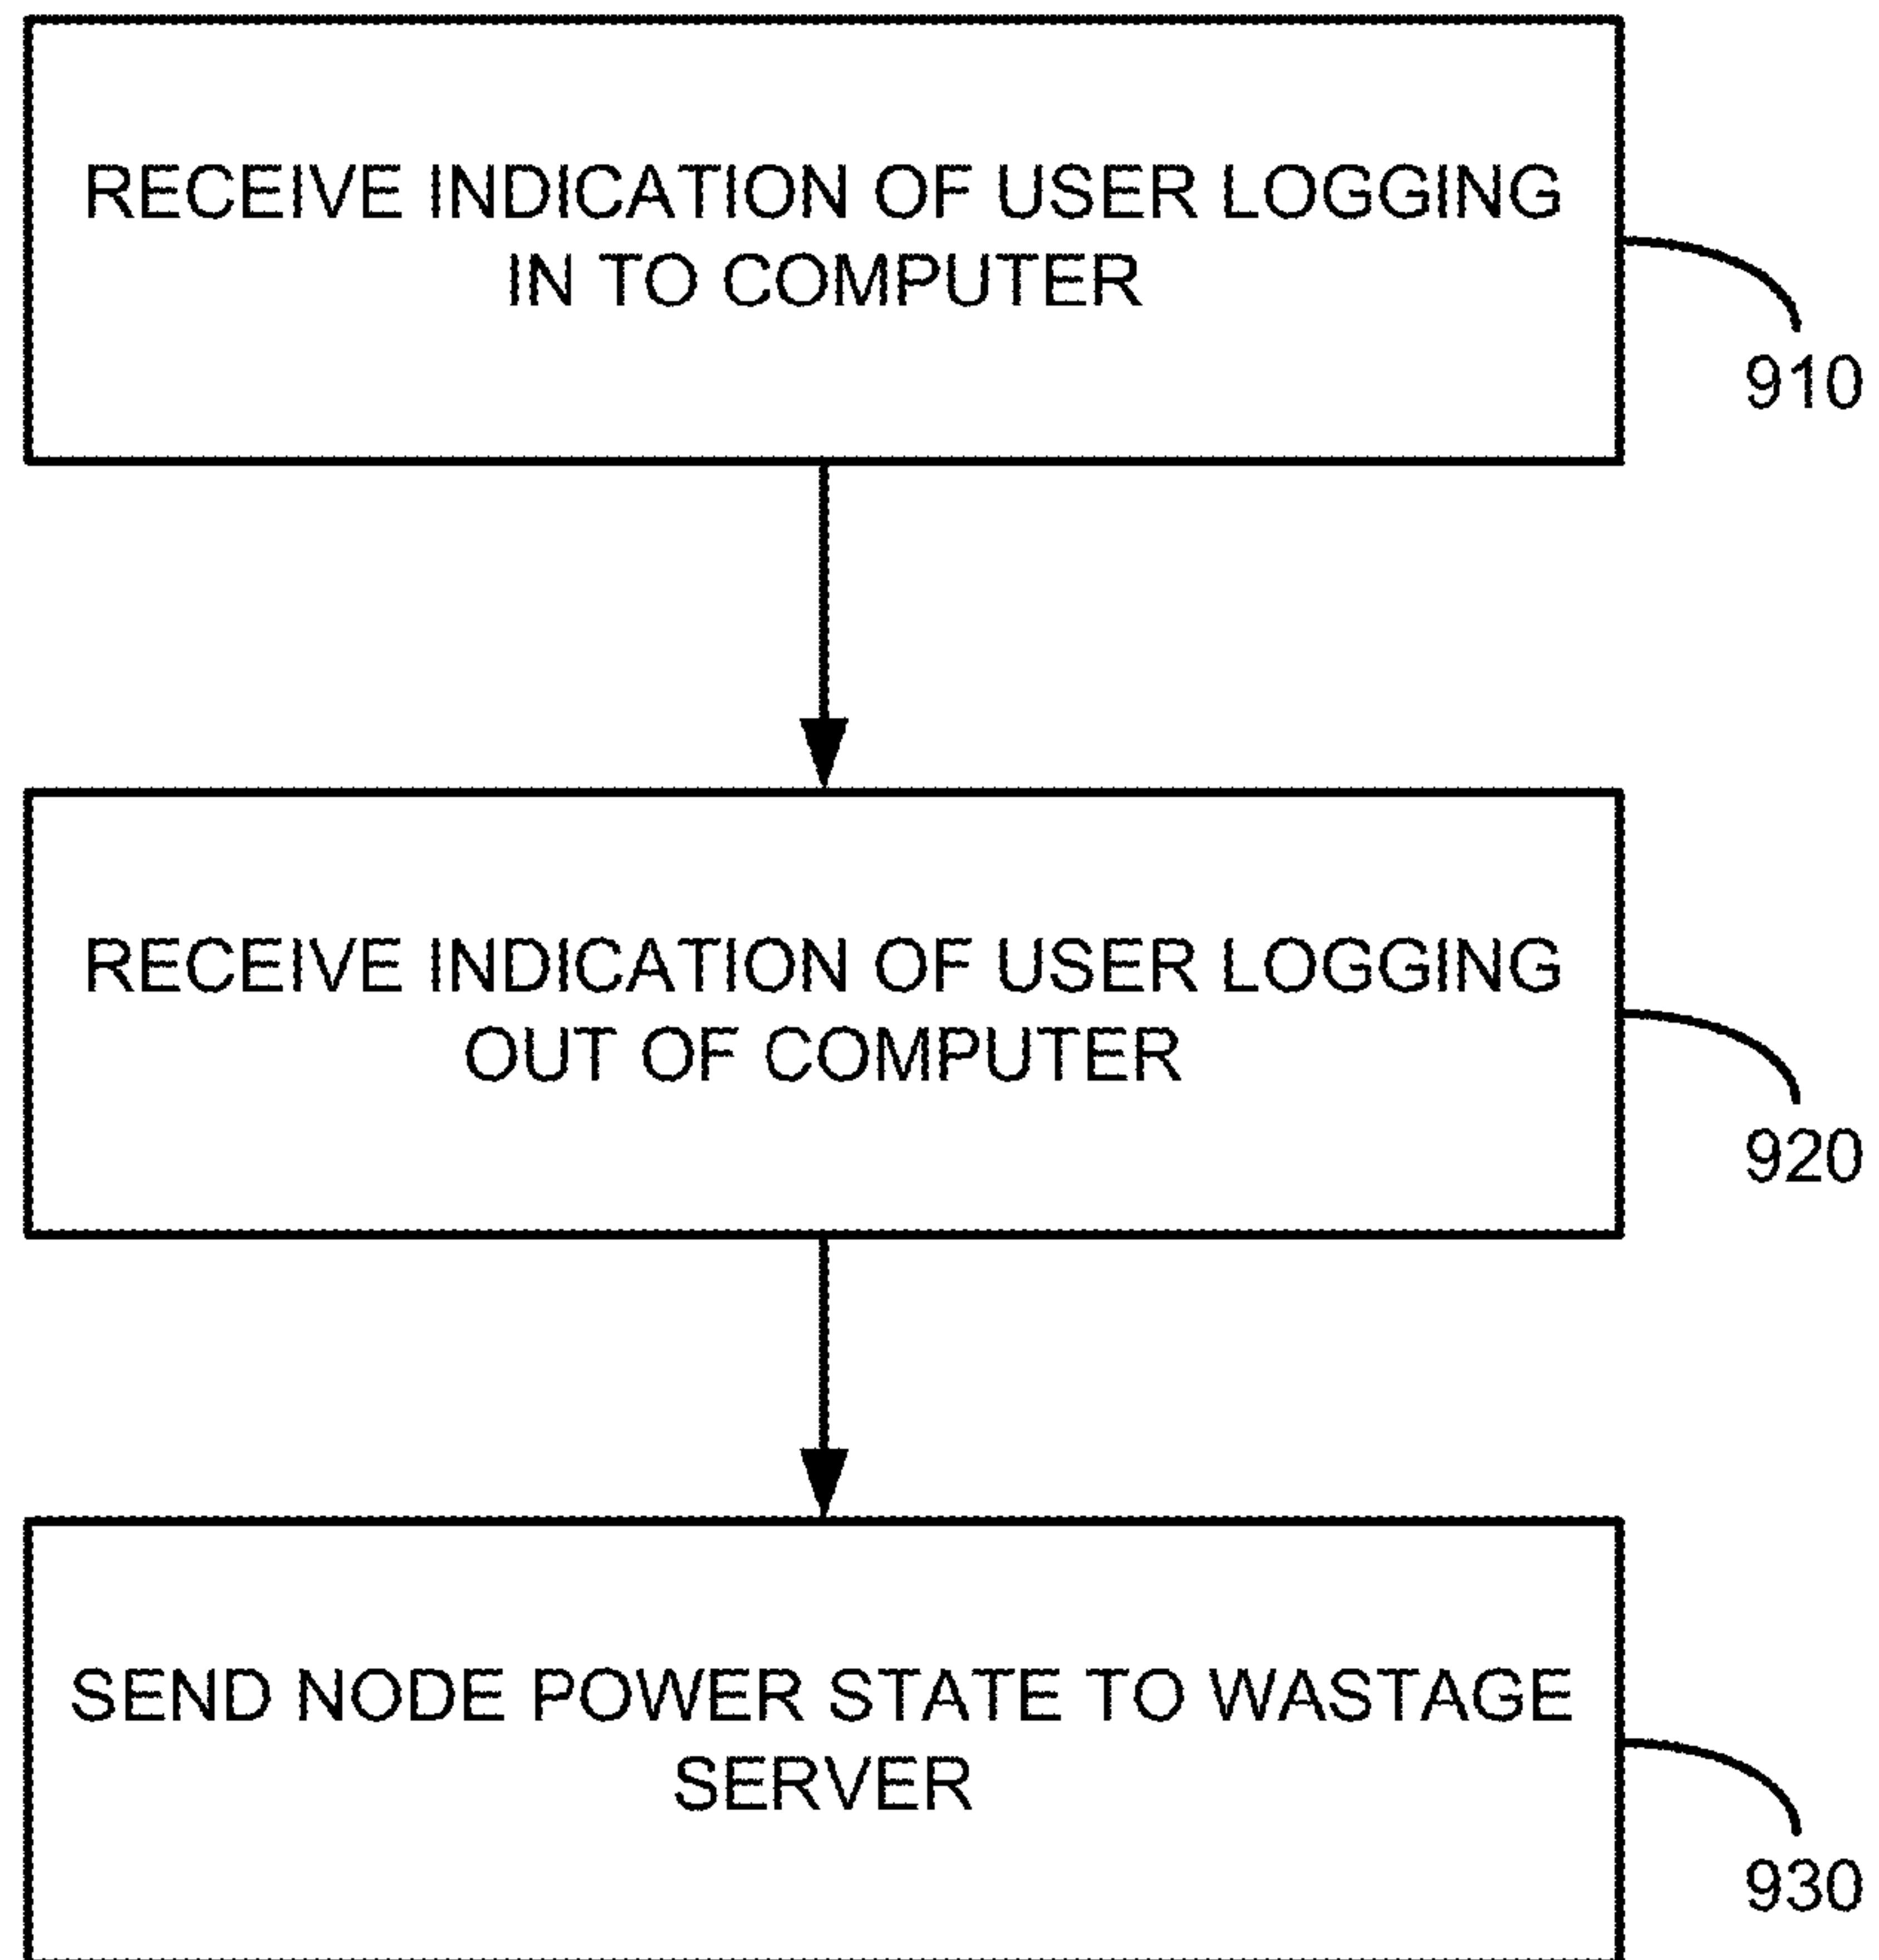 RECEIVE INDICATION OF USER LOGGING
IN TO COMPUTER
910
RECEIVE INDICATION OF USER LOGGING
OUT OF COMPUTER
920
SEND NODE POWER STATE TO WASTAGE
SERVER
930